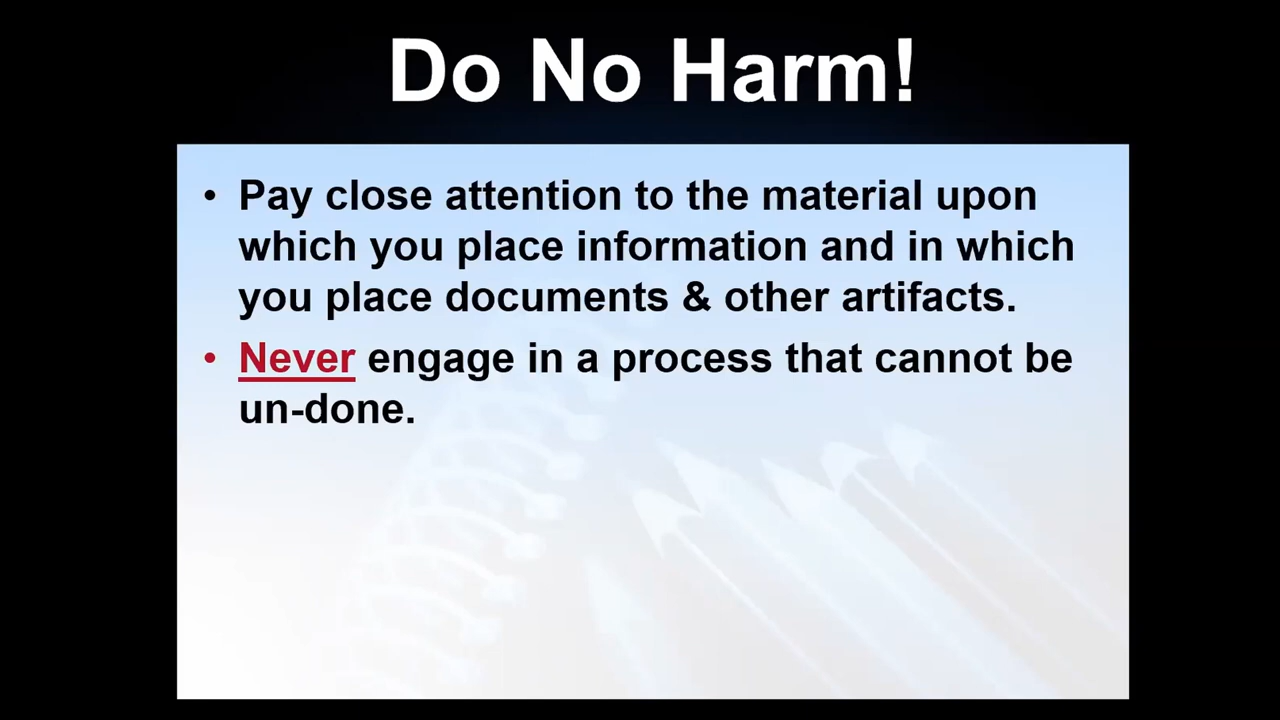 Do No Harm!
• Pay close attention to the material upon
which you place information and in which
you place documents & other artifacts.
• Never engage in a process that cannot be
un-done.